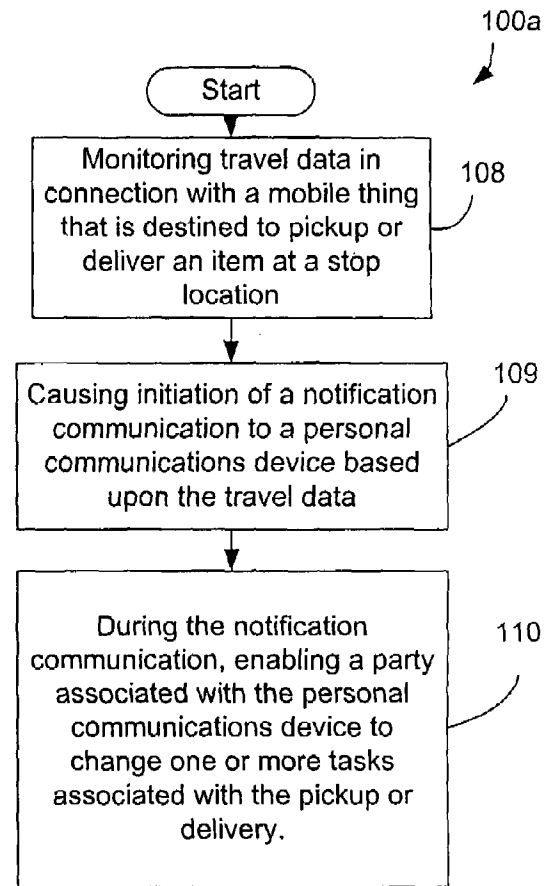 100a
Start
Monitoring travel data in
connection with a mobile thing
that is destined to pickup or
deliver an item at a stop
location
108
Causing initiation of a notification
communication to a personal
communications device based
upon the travel data
109
During the notification
communication, enabling a party
associated with the personal
communications device to
change one or more tasks
associated with the pickup or
delivery.
110